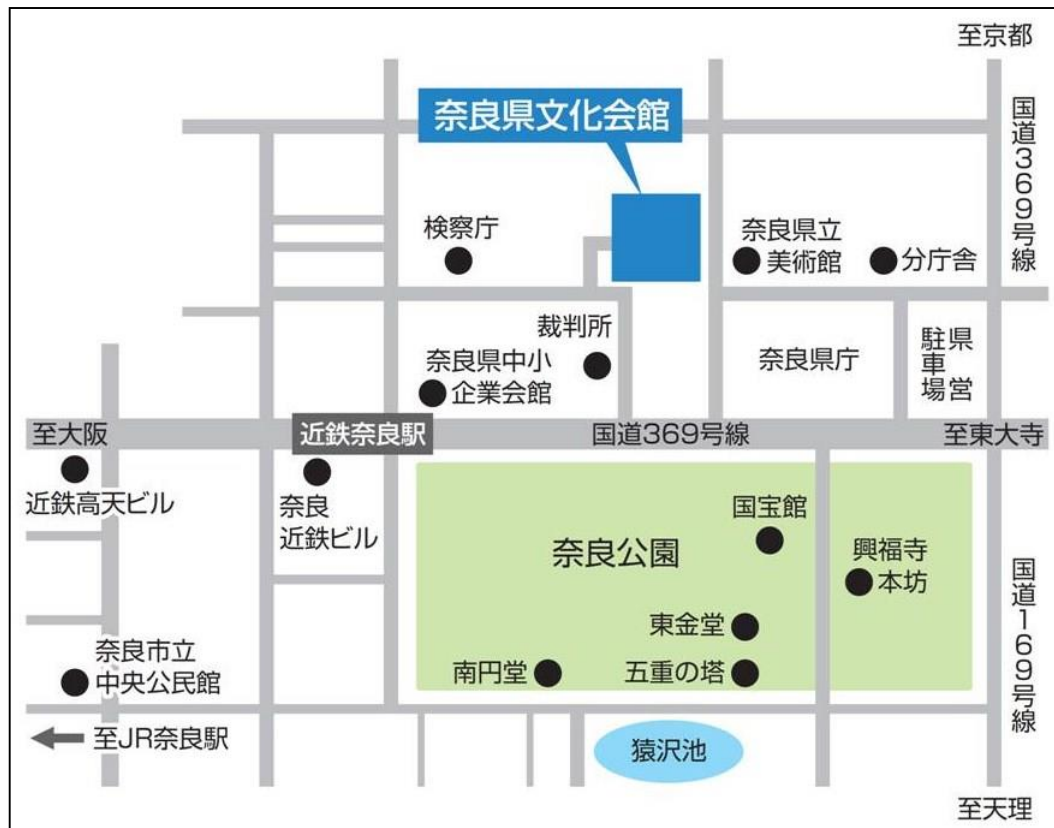 至京都
国道369号線
奈良県文化会館
検察庁
奈良県立
美術館
分庁舎
裁判所
奈良県中小
企業会館
奈良県庁
県営
駐車場
至大阪
近鉄奈良駅
国道369号線
至東大寺
近鉄高天ビル
奈良
近鉄ビル
国宝館
奈良公園
興福寺
本坊
国道169号線
東金堂
奈良市立
中央公民館
南円堂
五重の塔
至JR奈良駅
猿沢池
至天理